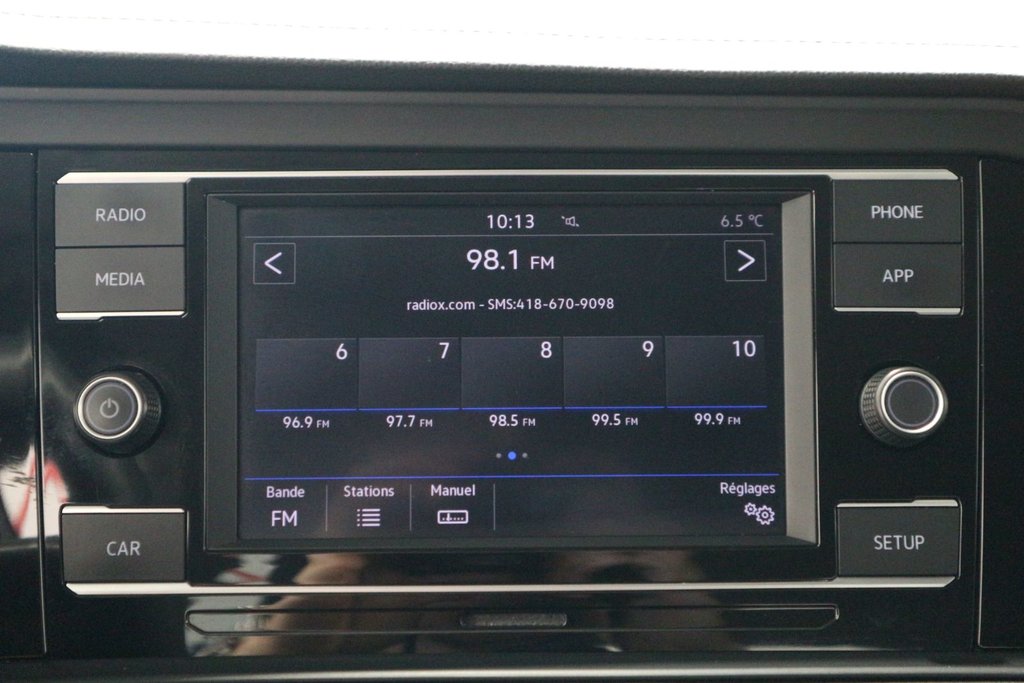 RADIO
MEDIA
CAR
10:13 6.5 °C
< 98.1 FM >
radiox.com - SMS:418-670-9098
6 7 8 9 10
96.9 FM 97.7 FM 98.5 FM 99.5 FM 99.9 FM
Bande Stations Manuel Réglages
FM
PHONE
APP
SETUP